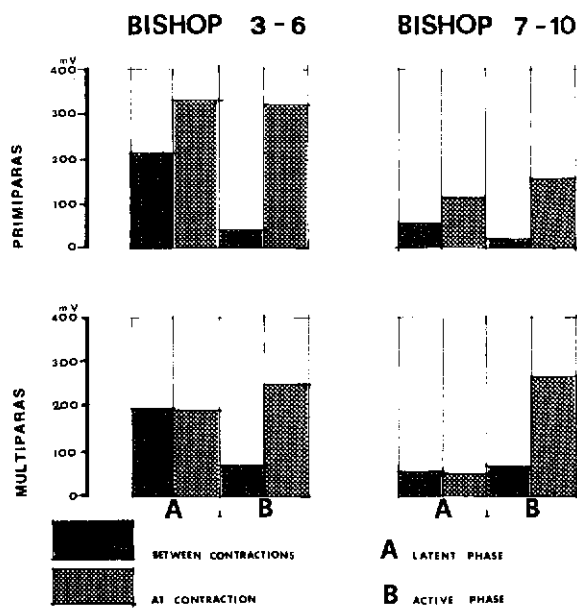 BISHOP 3-6 BISHOP 7-10
mV
400
300
200
100
0
PRIMIPARAS
mV
400
300
200
100
0
MULTIPARAS
A B A B
BETWEEN CONTRACTIONS A LATENT PHASE
AT CONTRACTION B ACTIVE PHASE